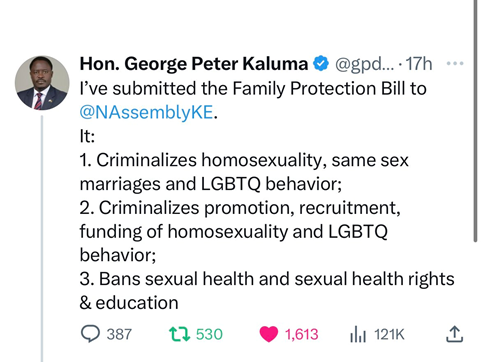 Hon. George Peter Kaluma @gpd... · 17h
I've submitted the Family Protection Bill to
@NAssemblyKE.
It:
1. Criminalizes homosexuality, same sex
marriages and LGBTQ behavior;
2. Criminalizes promotion, recruitment,
funding of homosexuality and LGBTQ
behavior;
3. Bans sexual health and sexual health rights
& education
387 530 1,613 121K